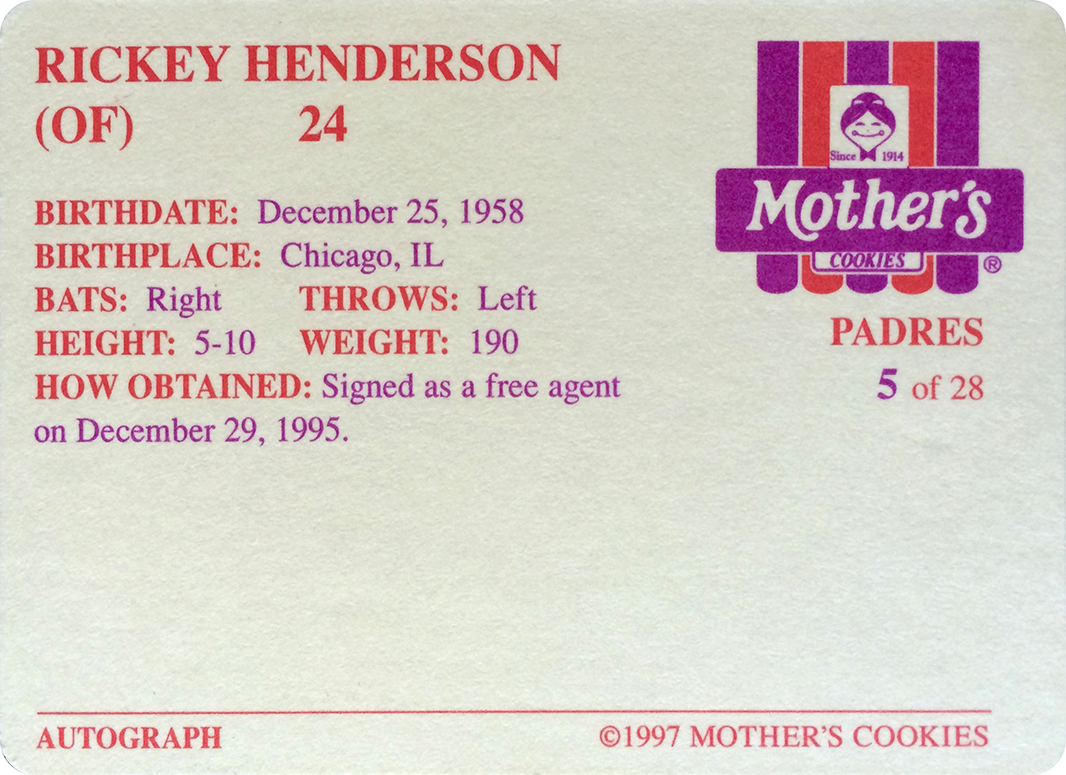 RICKEY HENDERSON
(OF) 24
BIRTHDATE: December 25, 1958
BIRTHPLACE: Chicago, IL
BATS: Right THROWS: Left
HEIGHT: 5-10 WEIGHT: 190
HOW OBTAINED: Signed as a free agent
on December 29, 1995.
Since 1914
Mother's
COOKIES ®
PADRES
5 of 28
AUTOGRAPH ©1997 MOTHER'S COOKIES